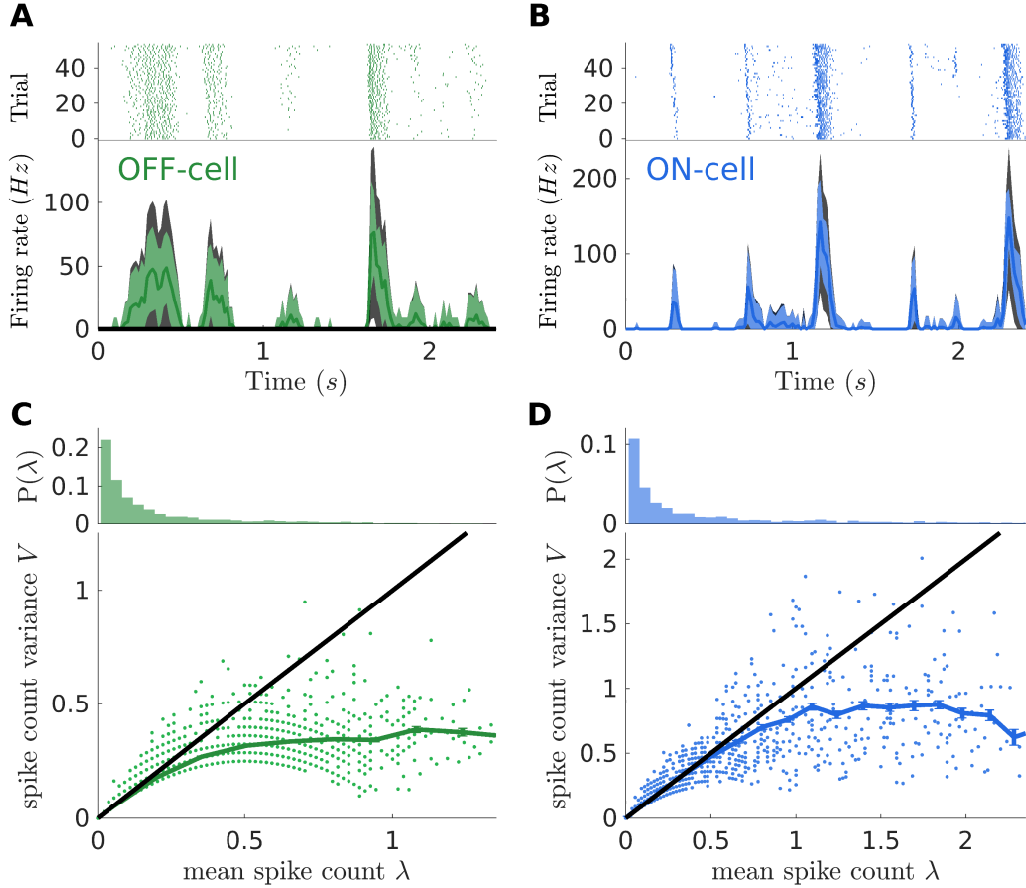 A
Trial
40
20
0
Firing rate (Hz)
OFF-cell
100
50
0
0
1
2
Time (s)
B
Trial
40
20
0
Firing rate (Hz)
ON-cell
200
100
0
0
1
2
Time (s)
C
P(λ)
0.2
0.1
0
spike count variance V
1
0.5
0
0
0.5
1
mean spike count λ
D
P(λ)
0.1
0
spike count variance V
2
1.5
1
0.5
0
0
0.5
1
1.5
2
mean spike count λ